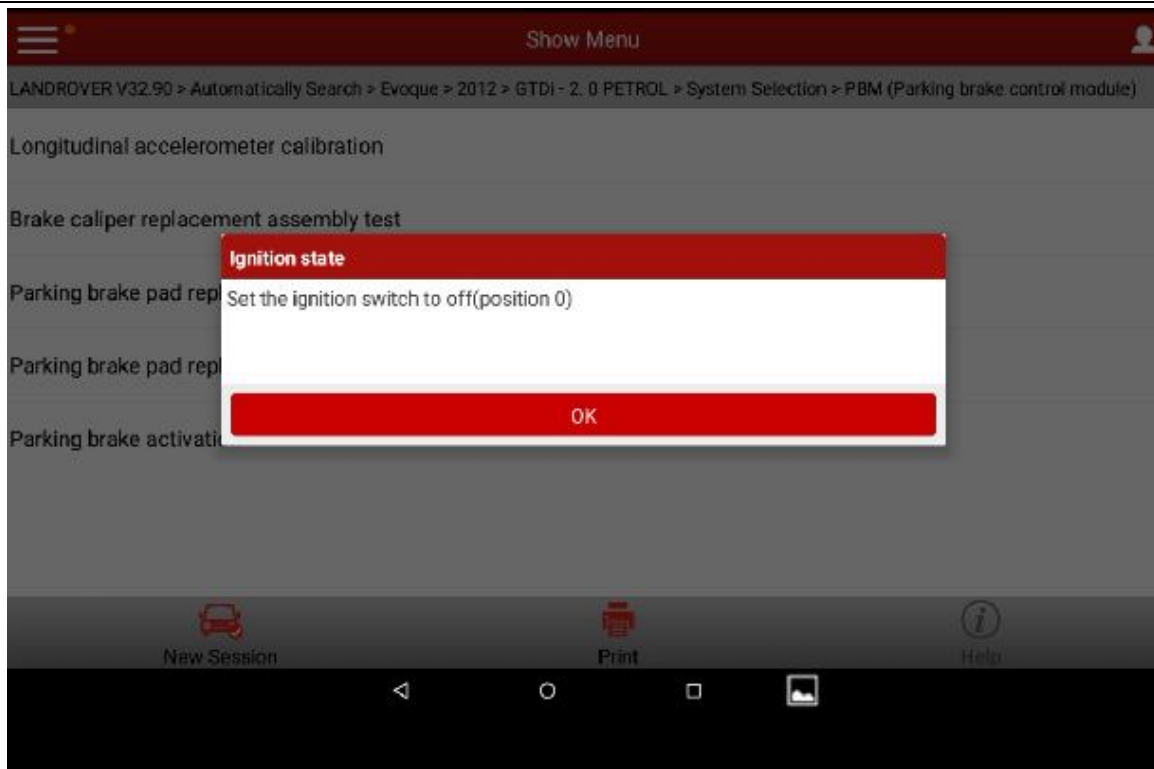 Show Menu
LANDROVER V32.90 > Automatically Search > Evoque > 2012 > GTDi - 2. 0 PETROL > System Selection > PBM (Parking brake control module)
Longitudinal accelerometer calibration
Brake caliper replacement assembly test
Ignition state
Parking brake pad repl
Set the ignition switch to off(position 0)
Parking brake pad repl
OK
Parking brake activati
New Session
Print
Help